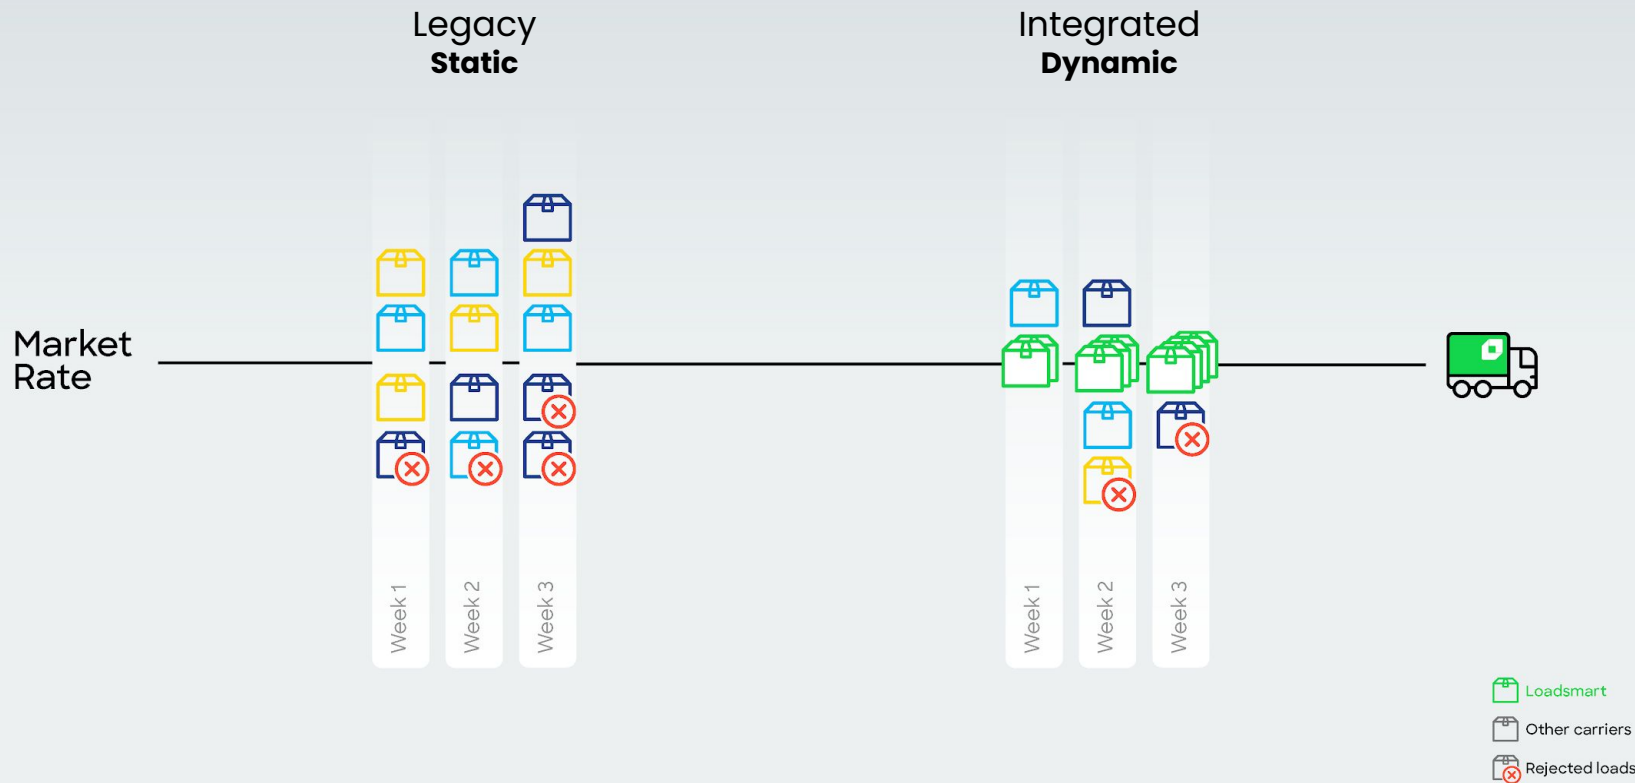 Legacy
Static
Integrated
Dynamic
Market
Rate
Week 1
Week 2
Week 3
Week 1
Week 2
Week 3
Loadsmart
Other carriers
Rejected loads